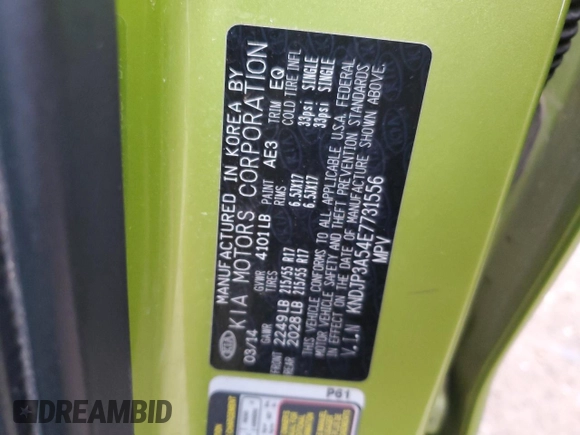 MANUFACTURED IN KOREA BY
KIA MOTORS CORPORATION
03/14 GVWR 4101LB PAINT AE3 TRIM EQ
GAWR TIRES RIMS COLD TIRE INFL
FRONT 2249LB 215/55 R17 6.5JX17 33psi SINGLE
REAR 2028LB 215/55 R17 6.5JX17 33psi SINGLE
THIS VEHICLE CONFORMS TO ALL APPLICABLE U.S.A. FEDERAL
MOTOR VEHICLE SAFETY AND THEFT PREVENTION STANDARDS
IN EFFECT ON THE DATE OF MANUFACTURE SHOWN ABOVE.
V.I.N KNDJP3A54E7731556
MPV
KIA
P61
DREAMBID